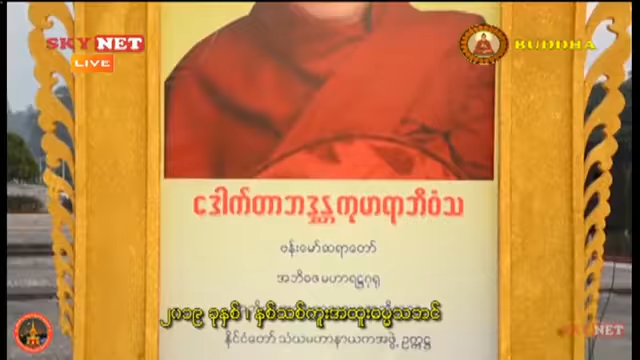 SKY NET
LIVE
BUDDHA
ဒေါက်တာဘဒ္ဒန္တကုမာရာဘိဝံသ
ဗန်းမော်ဆရာတော်
အဘိဓဇမဟာရဋ္ဌဂုရု
၂၀၁၉ ခုနှစ် ၊ နှစ်သစ်ကူးအထူးဓမ္မသဘင်
နိုင်ငံတော် သံဃမဟာနာယကအဖွဲ့ ဥက္ကဋ္ဌ
SKYNET